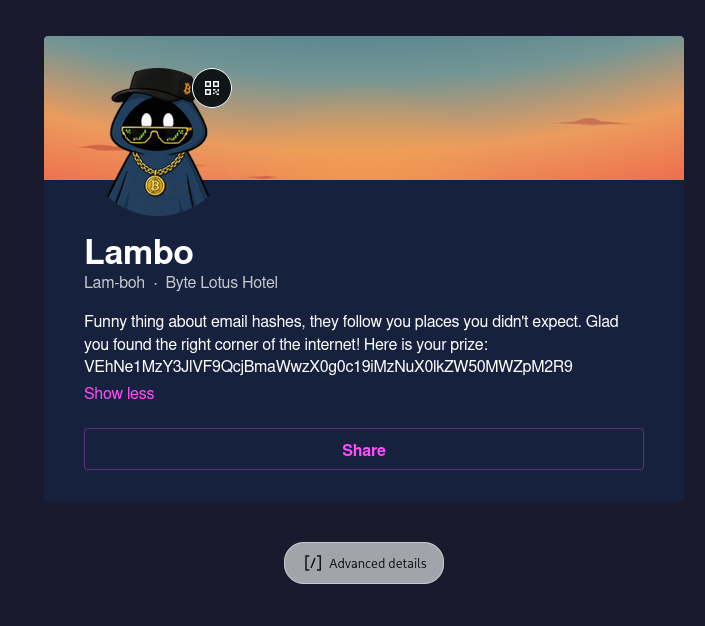 Lambo
Lam-boh · Byte Lotus Hotel
Funny thing about email hashes, they follow you places you didn't expect. Glad
you found the right corner of the internet! Here is your prize:
VEhNe1MzY3JlVF9QcjBmaWwzX0g0c19iMzNuX0lkZW50MWZpM2R9
Show less
Share
[/] Advanced details